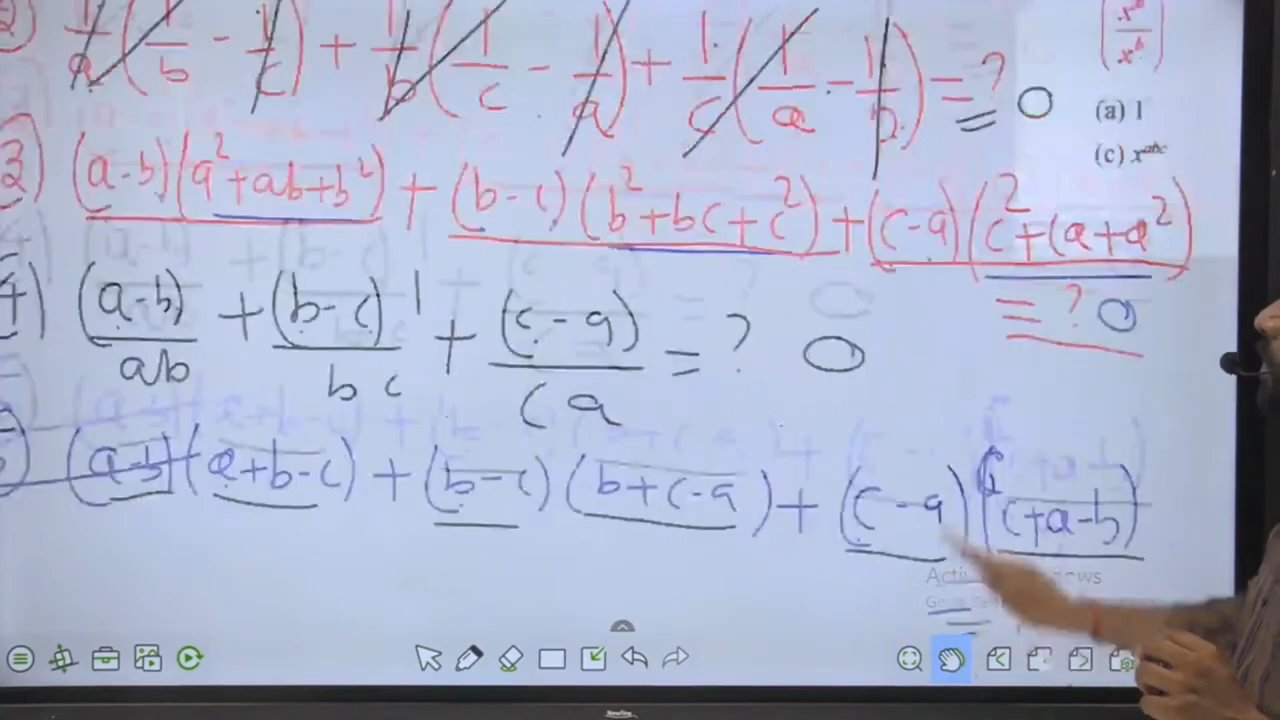 2) 1/a (1/b - 1/c) + 1/b (1/c - 1/a) + 1/c (1/a - 1/b) = ? 0
3) (a-b)(a²+ab+b²) + (b-c)(b²+bc+c²) + (c-a)(c²+ca+a²)
= ? 0
4) (a-b)/ab + (b-c)/bc + (c-a)/ca = ? 0
5) (a-b)(a+b-c) + (b-c)(b+c-a) + (c-a)(c+a-b)
(a) 1
(c) xᵃᵇᶜ